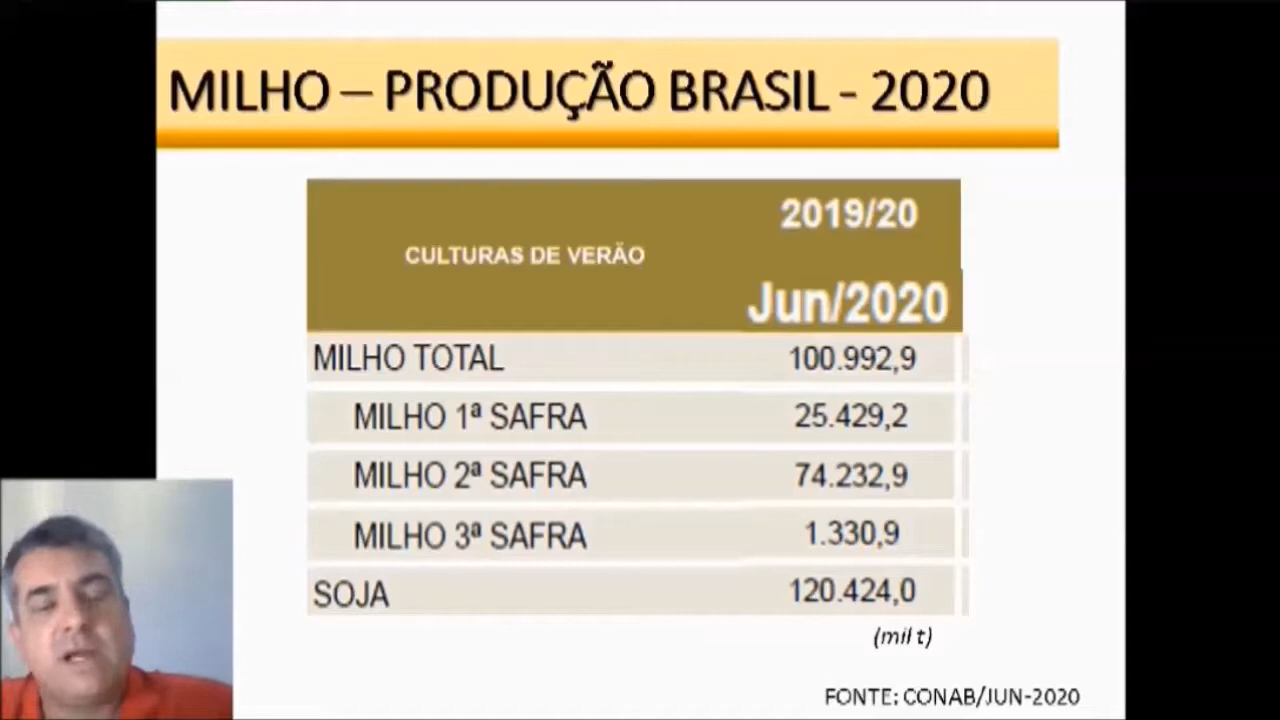 MILHO – PRODUÇÃO BRASIL - 2020
2019/20
CULTURAS DE VERÃO
Jun/2020
MILHO TOTAL 100.992,9
MILHO 1ª SAFRA 25.429,2
MILHO 2ª SAFRA 74.232,9
MILHO 3ª SAFRA 1.330,9
SOJA 120.424,0
(mil t)
FONTE: CONAB/JUN-2020